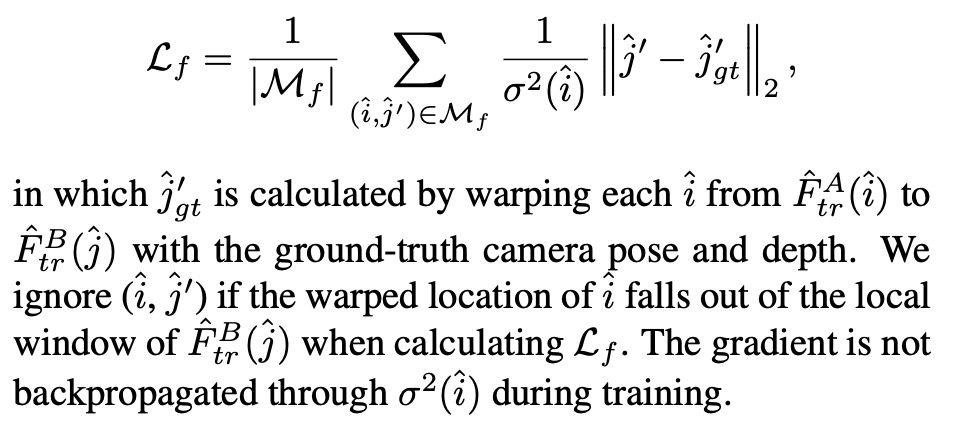 $\mathcal{L}_f = \frac{1}{|\mathcal{M}_f|} \sum_{(\hat{i},\hat{j}') \in \mathcal{M}_f} \frac{1}{\sigma^2(\hat{i})} \left\| \hat{j}' - \hat{j}'_{gt} \right\|_2,$
in which $\hat{j}'_{gt}$ is calculated by warping each $\hat{i}$ from $\hat{F}^A_{tr}(\hat{i})$ to
$\hat{F}^B_{tr}(\hat{j})$ with the ground-truth camera pose and depth. We
ignore $(\hat{i}, \hat{j}')$ if the warped location of $\hat{i}$ falls out of the local
window of $\hat{F}^B_{tr}(\hat{j})$ when calculating $\mathcal{L}_f$. The gradient is not
backpropagated through $\sigma^2(\hat{i})$ during training.